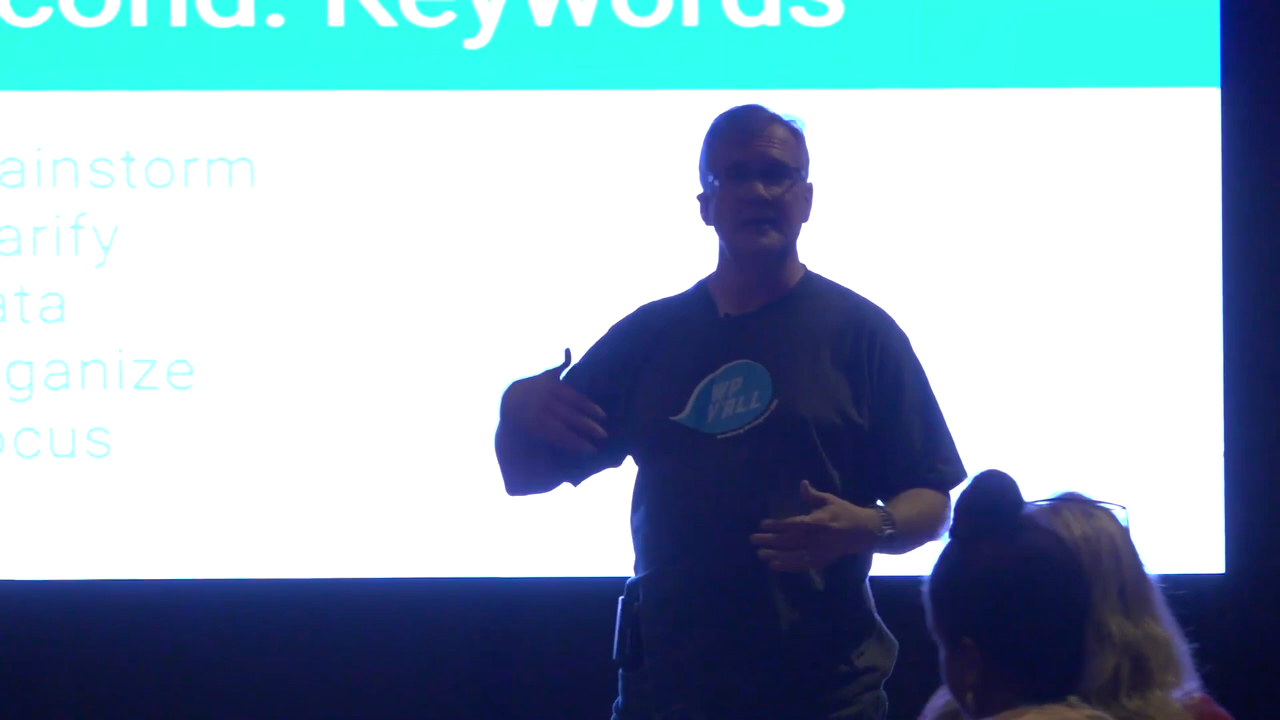 cond: Keywords
ainstorm
arify
ata
ganize
ocus
WP
Y'ALL